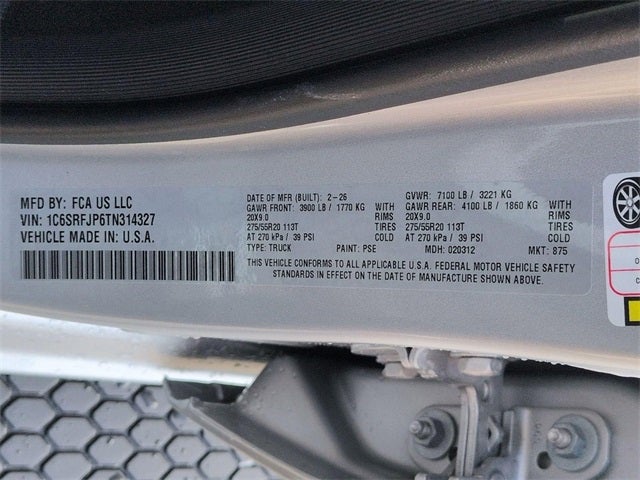 MFD BY: FCA US LLC
VIN: 1C6SRFJP6TN314327
VEHICLE MADE IN: U.S.A.
DATE OF MFR (BUILT): 2-26
GAWR FRONT: 3900 LB / 1770 KG WITH
20X9.0 RIMS
275/55R20 113T TIRES
AT 270 kPa / 39 PSI COLD
TYPE: TRUCK PAINT: PSE
GVWR: 7100 LB / 3221 KG
GAWR REAR: 4100 LB / 1860 KG WITH
20X9.0 RIMS
275/55R20 113T TIRES
AT 270 kPa / 39 PSI COLD
MDH: 020312 MKT: 875
THIS VEHICLE CONFORMS TO ALL APPLICABLE U.S.A. FEDERAL MOTOR VEHICLE SAFETY
STANDARDS IN EFFECT ON THE DATE OF MANUFACTURE SHOWN ABOVE.